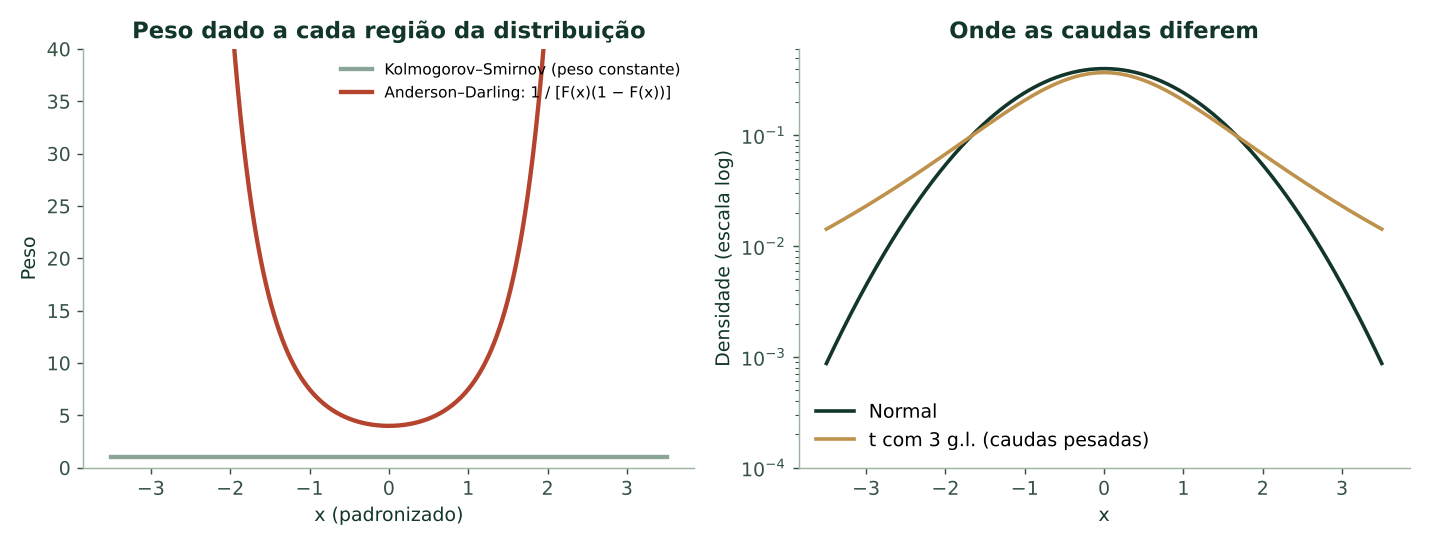 Peso dado a cada região da distribuição
Kolmogorov–Smirnov (peso constante)
Anderson–Darling: 1 / [F(x)(1 − F(x))]
Peso
40
35
30
25
20
15
10
5
0
−3 −2 −1 0 1 2 3
x (padronizado)
Onde as caudas diferem
Densidade (escala log)
10⁻¹
10⁻²
10⁻³
10⁻⁴
Normal
t com 3 g.l. (caudas pesadas)
−3 −2 −1 0 1 2 3
x